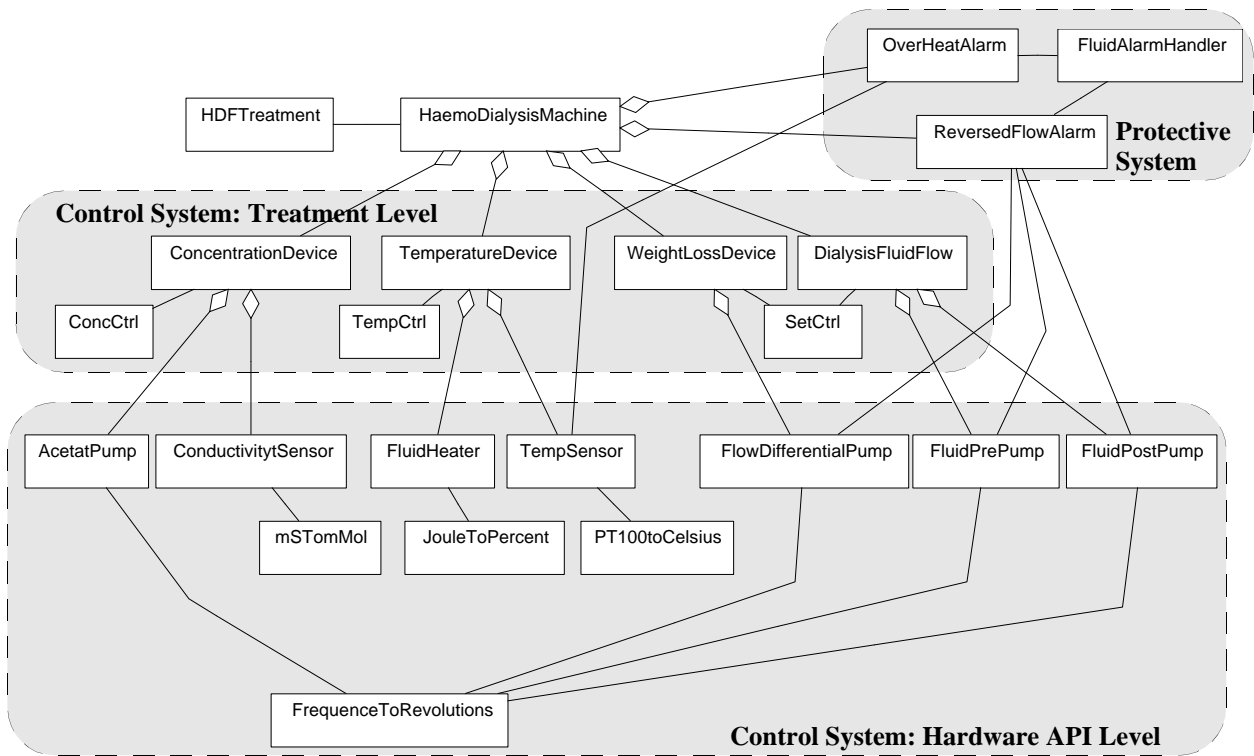 OverHeatAlarm
FluidAlarmHandler
HDFTreatment
HaemoDialysisMachine
ReversedFlowAlarm
Protective
System
Control System: Treatment Level
ConcentrationDevice
TemperatureDevice
WeightLossDevice
DialysisFluidFlow
ConcCtrl
TempCtrl
SetCtrl
AcetatPump
ConductivitytSensor
FluidHeater
TempSensor
FlowDifferentialPump
FluidPrePump
FluidPostPump
mSTomMol
JouleToPercent
PT100toCelsius
FrequenceToRevolutions
Control System: Hardware API Level